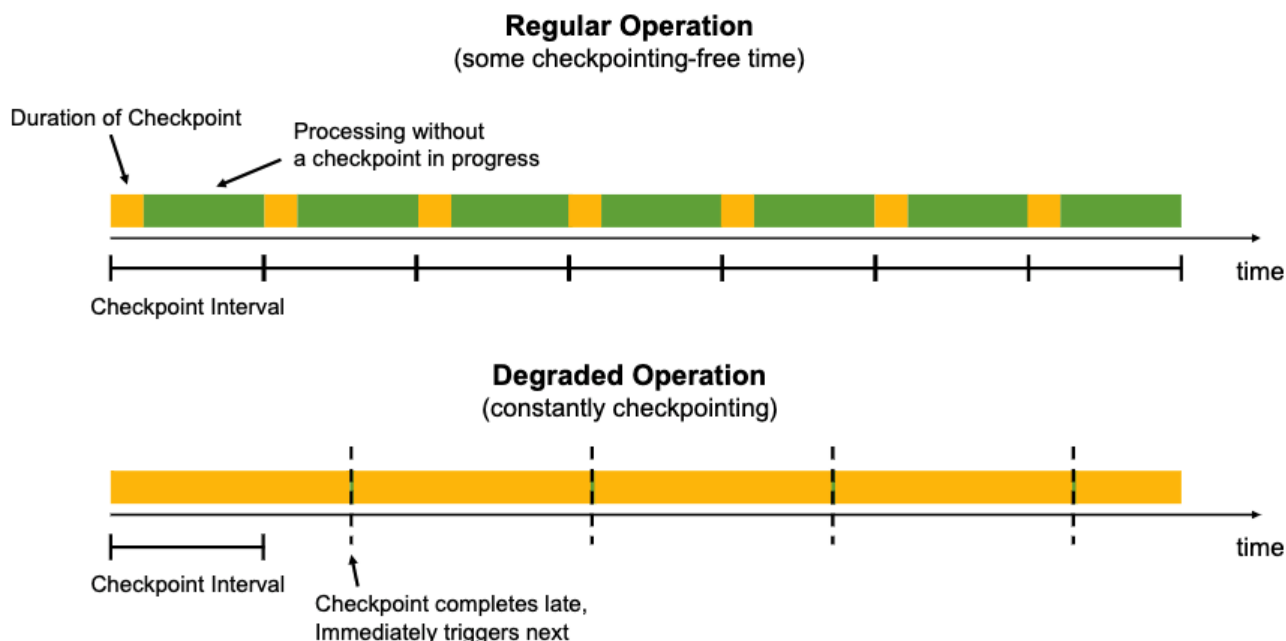 Regular Operation
(some checkpointing-free time)
Duration of Checkpoint
Processing without
a checkpoint in progress
time
Checkpoint Interval
Degraded Operation
(constantly checkpointing)
time
Checkpoint Interval
Checkpoint completes late,
Immediately triggers next